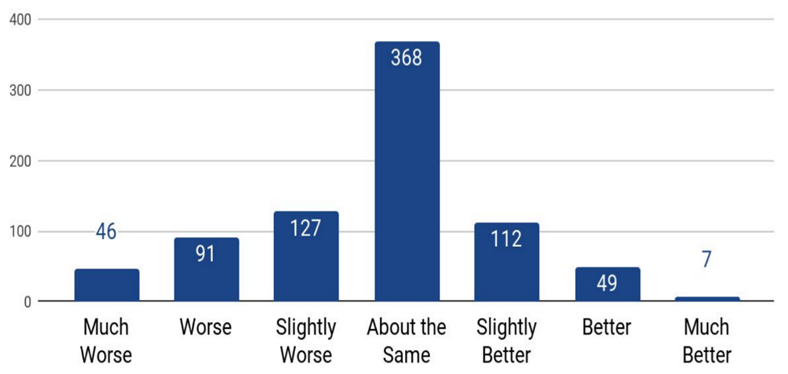 400
300
200
100
0
46
91
127
368
112
49
7
Much Worse
Worse
Slightly Worse
About the Same
Slightly Better
Better
Much Better